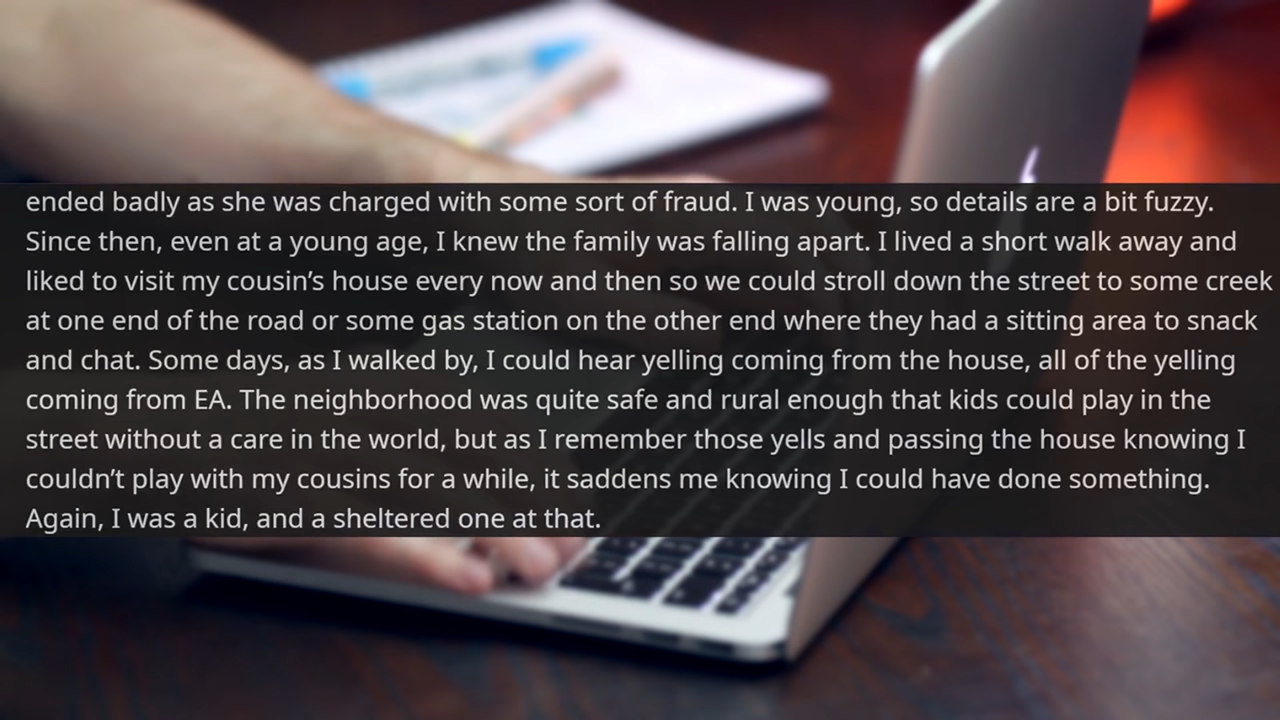 ended badly as she was charged with some sort of fraud. I was young, so details are a bit fuzzy.
Since then, even at a young age, I knew the family was falling apart. I lived a short walk away and
liked to visit my cousin’s house every now and then so we could stroll down the street to some creek
at one end of the road or some gas station on the other end where they had a sitting area to snack
and chat. Some days, as I walked by, I could hear yelling coming from the house, all of the yelling
coming from EA. The neighborhood was quite safe and rural enough that kids could play in the
street without a care in the world, but as I remember those yells and passing the house knowing I
couldn’t play with my cousins for a while, it saddens me knowing I could have done something.
Again, I was a kid, and a sheltered one at that.